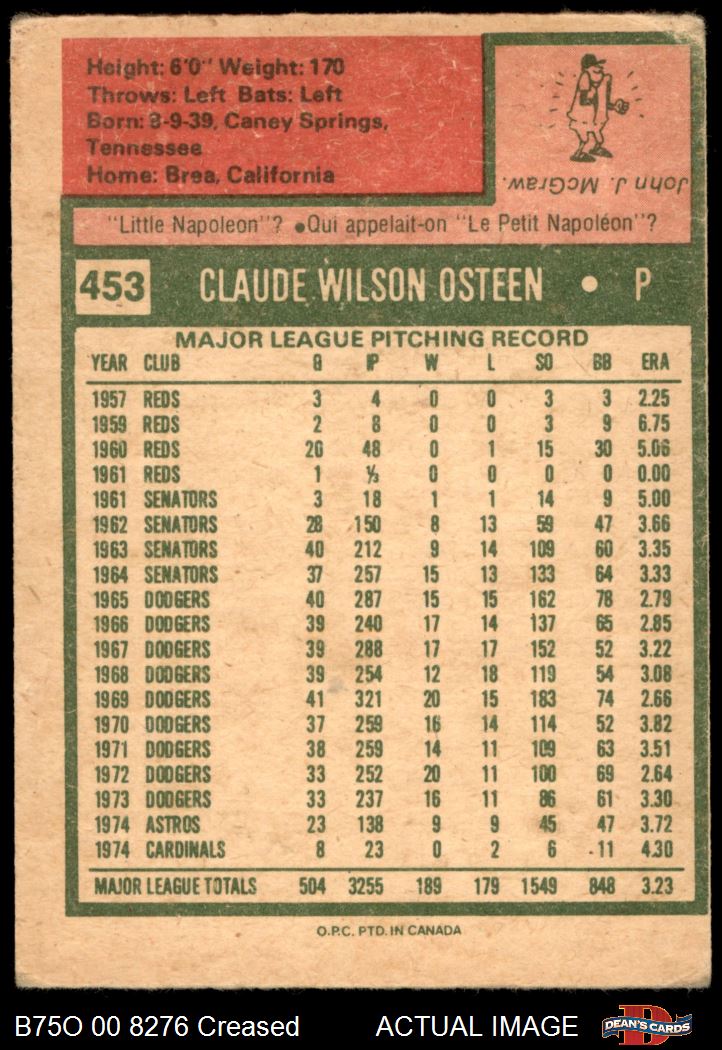 Height: 6'0" Weight: 170
Throws: Left Bats: Left
Born: 8-9-39, Caney Springs,
Tennessee
Home: Brea, California
John J. McGraw.
"Little Napoleon"? ● Qui appelait-on "Le Petit Napoléon"?
453 CLAUDE WILSON OSTEEN ● P
MAJOR LEAGUE PITCHING RECORD
YEAR CLUB G IP W L SO BB ERA
1957 REDS 3 4 0 0 3 3 2.25
1959 REDS 2 8 0 0 3 9 6.75
1960 REDS 20 48 0 1 15 30 5.06
1961 REDS 1 ⅓ 0 0 0 0 0.00
1961 SENATORS 3 18 1 1 14 9 5.00
1962 SENATORS 28 150 8 13 59 47 3.66
1963 SENATORS 40 212 9 14 109 60 3.35
1964 SENATORS 37 257 15 13 133 64 3.33
1965 DODGERS 40 287 15 15 162 78 2.79
1966 DODGERS 39 240 17 14 137 65 2.85
1967 DODGERS 39 288 17 17 152 52 3.22
1968 DODGERS 39 254 12 18 119 54 3.08
1969 DODGERS 41 321 20 15 183 74 2.66
1970 DODGERS 37 259 16 14 114 52 3.82
1971 DODGERS 38 259 14 11 109 63 3.51
1972 DODGERS 33 252 20 11 100 69 2.64
1973 DODGERS 33 237 16 11 86 61 3.30
1974 ASTROS 23 138 9 9 45 47 3.72
1974 CARDINALS 8 23 0 2 6 11 4.30
MAJOR LEAGUE TOTALS 504 3255 189 179 1549 848 3.23
O.P.C. PTD. IN CANADA
B75O 00 8276 Creased ACTUAL IMAGE D DEAN'S CARDS